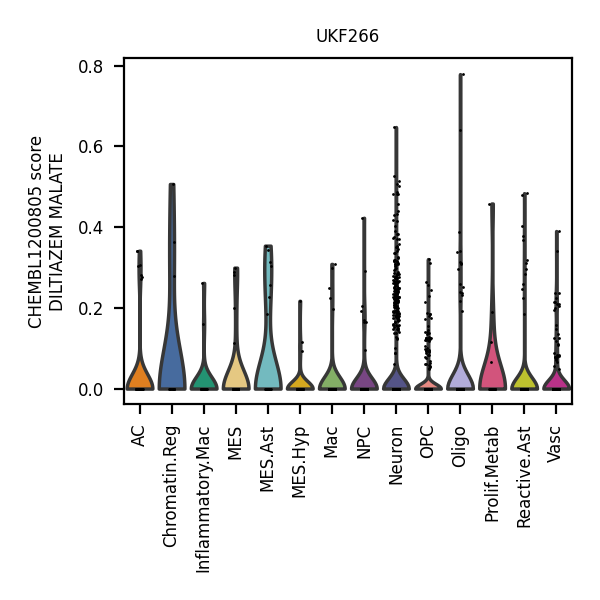 UKF266
CHEMBL1200805 score
DILTIAZEM MALATE
0.8
0.6
0.4
0.2
0.0
AC
Chromatin.Reg
Inflammatory.Mac
MES
MES.Ast
MES.Hyp
Mac
NPC
Neuron
OPC
Oligo
Prolif.Metab
Reactive.Ast
Vasc